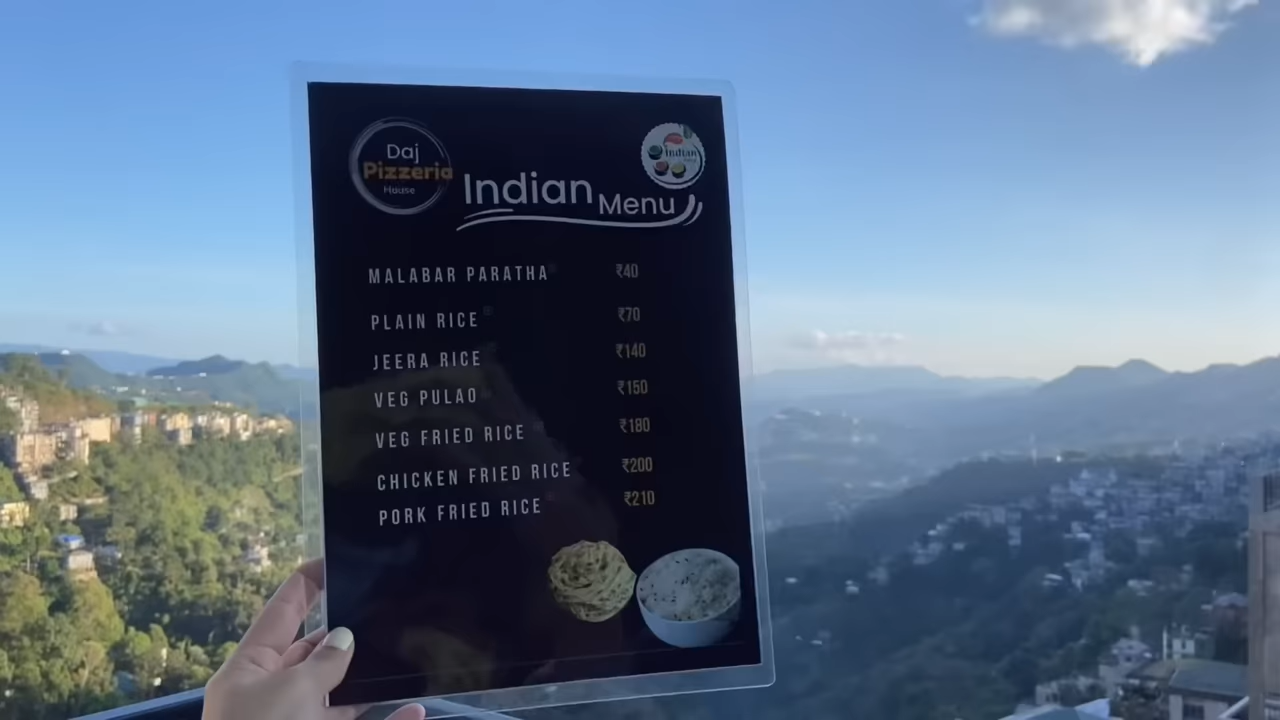 Daj
Pizzeria
House
Indian
Indian Menu
MALABAR PARATHA ₹40
PLAIN RICE ₹70
JEERA RICE ₹140
VEG PULAO ₹150
VEG FRIED RICE ₹180
CHICKEN FRIED RICE ₹200
PORK FRIED RICE ₹210